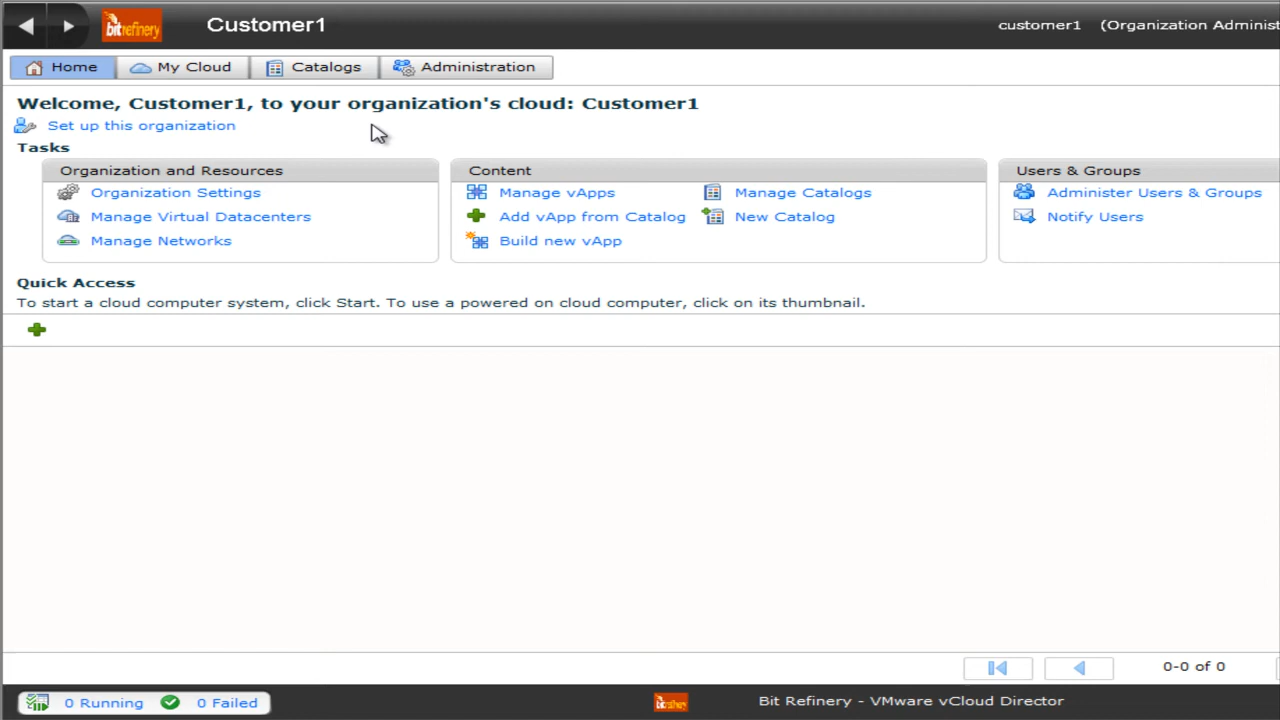 bitrefinery Customer1 customer1 (Organization Administ
Home My Cloud Catalogs Administration
Welcome, Customer1, to your organization's cloud: Customer1
Set up this organization
Tasks
Organization and Resources Content Users & Groups
Organization Settings Manage vApps Manage Catalogs Administer Users & Groups
Manage Virtual Datacenters Add vApp from Catalog New Catalog Notify Users
Manage Networks Build new vApp
Quick Access
To start a cloud computer system, click Start. To use a powered on cloud computer, click on its thumbnail.
0-0 of 0
0 Running 0 Failed bitrefinery Bit Refinery - VMware vCloud Director